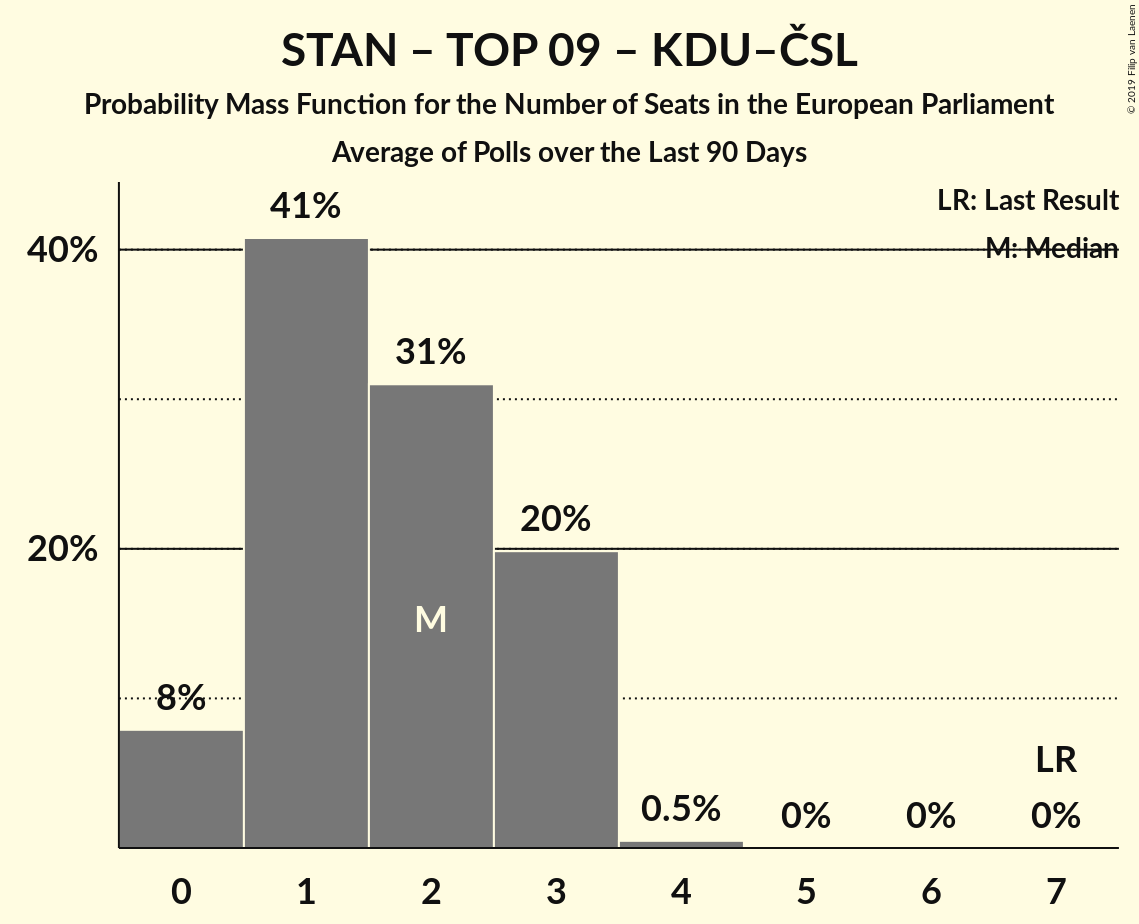 STAN – TOP 09 – KDU–ČSL
Probability Mass Function for the Number of Seats in the European Parliament
Average of Polls over the Last 90 Days
© 2019 Filip van Laenen
LR: Last Result
M: Median
40%
20%
41%
31%
20%
8%
0.5%
0%
0%
0%
LR
M
0 1 2 3 4 5 6 7